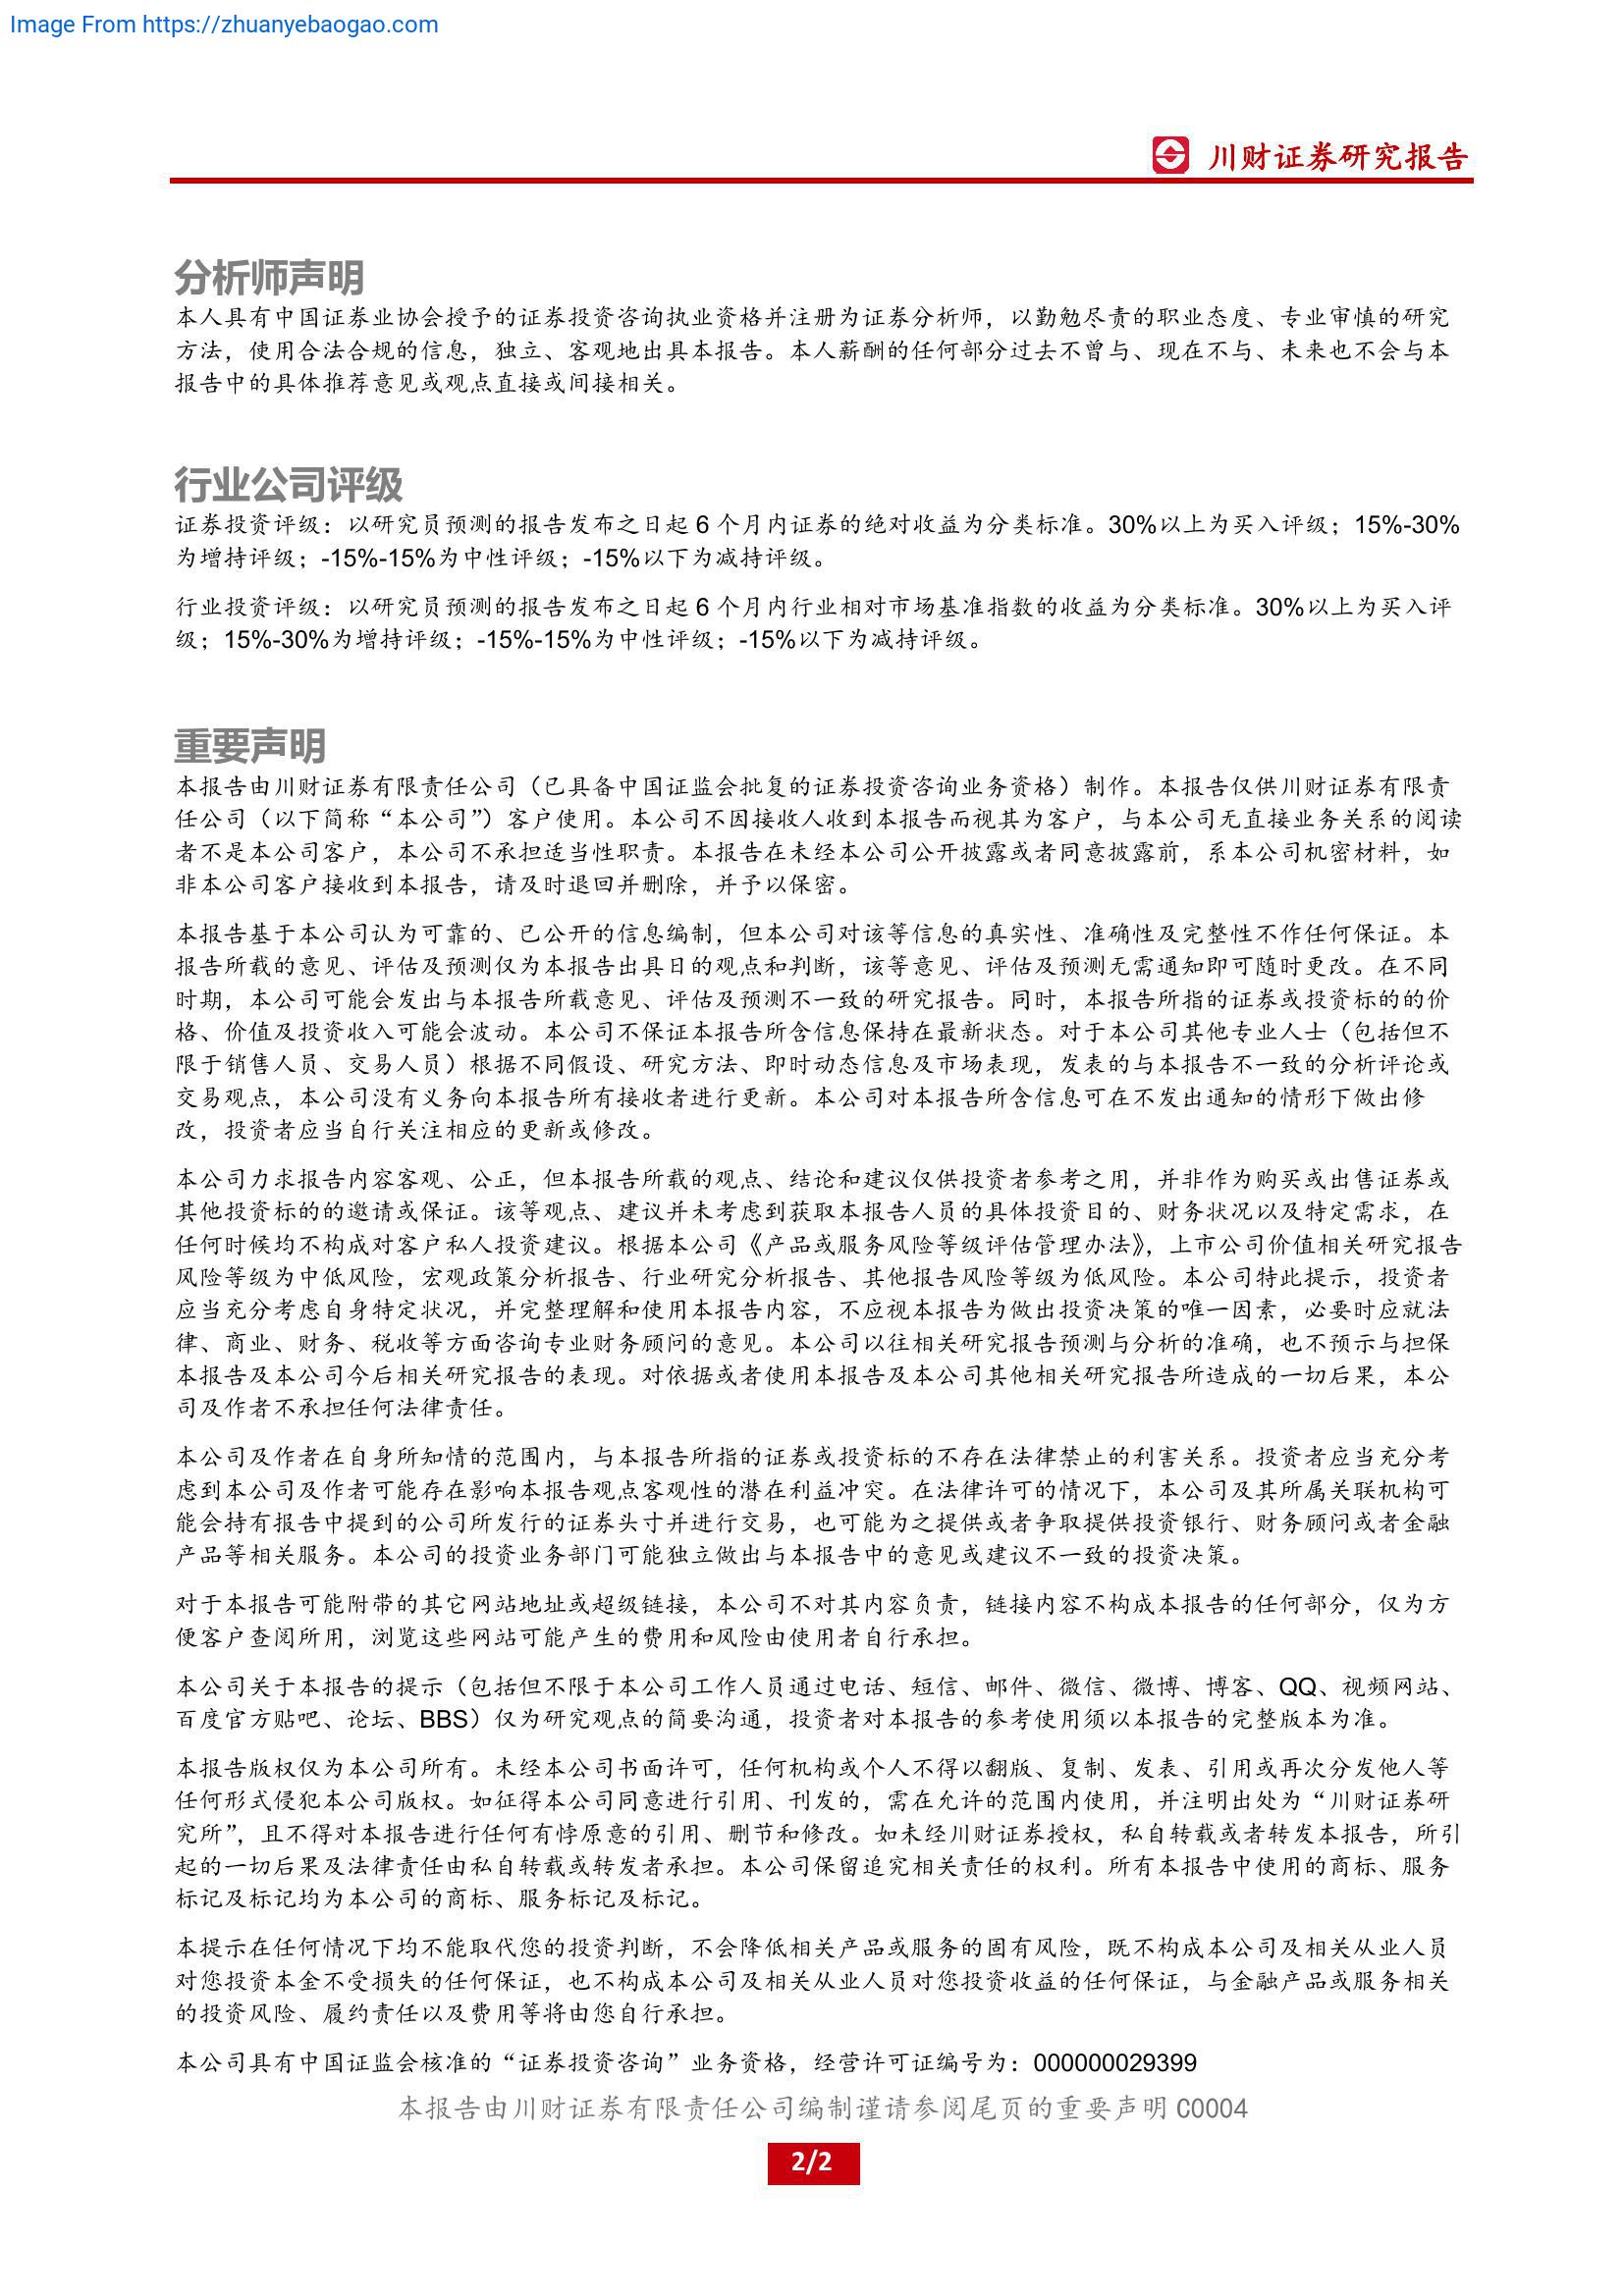 Image From https://zhuanyebaogao.com
川财证券研究报告
分析师声明
本人具有中国证券业协会授予的证券投资咨询执业资格并注册为证券分析师，以勤勉尽责的职业态度、专业审慎的研究
方法，使用合法合规的信息，独立、客观地出具本报告。本人薪酬的任何部分过去不曾与、现在不与、未来也不会与本
报告中的具体推荐意见或观点直接或间接相关。
行业公司评级
证券投资评级：以研究员预测的报告发布之日起 6 个月内证券的绝对收益为分类标准。30%以上为买入评级；15%-30%
为增持评级；-15%-15%为中性评级；-15%以下为减持评级。
行业投资评级：以研究员预测的报告发布之日起 6 个月内行业相对市场基准指数的收益为分类标准。30%以上为买入评
级；15%-30%为增持评级；-15%-15%为中性评级；-15%以下为减持评级。
重要声明
本报告由川财证券有限责任公司（已具备中国证监会批复的证券投资咨询业务资格）制作。本报告仅供川财证券有限责
任公司（以下简称“本公司”）客户使用。本公司不因接收人收到本报告而视其为客户，与本公司无直接业务关系的阅读
者不是本公司客户，本公司不承担适当性职责。本报告在未经本公司公开披露或者同意披露前，系本公司机密材料，如
非本公司客户接收到本报告，请及时退回并删除，并予以保密。
本报告基于本公司认为可靠的、已公开的信息编制，但本公司对该等信息的真实性、准确性及完整性不作任何保证。本
报告所载的意见、评估及预测仅为本报告出具日的观点和判断，该等意见、评估及预测无需通知即可随时更改。在不同
时期，本公司可能会发出与本报告所载意见、评估及预测不一致的研究报告。同时，本报告所指的证券或投资标的的价
格、价值及投资收入可能会波动。本公司不保证本报告所含信息保持在最新状态。对于本公司其他专业人士（包括但不
限于销售人员、交易人员）根据不同假设、研究方法、即时动态信息及市场表现，发表的与本报告不一致的分析评论或
交易观点，本公司没有义务向本报告所有接收者进行更新。本公司对本报告所含信息可在不发出通知的情形下做出修
改，投资者应当自行关注相应的更新或修改。
本公司力求报告内容客观、公正，但本报告所载的观点、结论和建议仅供投资者参考之用，并非作为购买或出售证券或
其他投资标的的邀请或保证。该等观点、建议并未考虑到获取本报告人员的具体投资目的、财务状况以及特定需求，在
任何时候均不构成对客户私人投资建议。根据本公司《产品或服务风险等级评估管理办法》，上市公司价值相关研究报告
风险等级为中低风险，宏观政策分析报告、行业研究分析报告、其他报告风险等级为低风险。本公司特此提示，投资者
应当充分考虑自身特定状况，并完整理解和使用本报告内容，不应视本报告为做出投资决策的唯一因素，必要时应就法
律、商业、财务、税收等方面咨询专业财务顾问的意见。本公司以往相关研究报告预测与分析的准确，也不预示与担保
本报告及本公司今后相关研究报告的表现。对依据或者使用本报告及本公司其他相关研究报告所造成的一切后果，本公
司及作者不承担任何法律责任。
本公司及作者在自身所知情的范围内，与本报告所指的证券或投资标的不存在法律禁止的利害关系。投资者应当充分考
虑到本公司及作者可能存在影响本报告观点客观性的潜在利益冲突。在法律许可的情况下，本公司及其所属关联机构可
能会持有报告中提到的公司所发行的证券头寸并进行交易，也可能为之提供或者争取提供投资银行、财务顾问或者金融
产品等相关服务。本公司的投资业务部门可能独立做出与本报告中的意见或建议不一致的投资决策。
对于本报告可能附带的其它网站地址或超级链接，本公司不对其内容负责，链接内容不构成本报告的任何部分，仅为方
便客户查阅所用，浏览这些网站可能产生的费用和风险由使用者自行承担。
本公司关于本报告的提示（包括但不限于本公司工作人员通过电话、短信、邮件、微信、微博、博客、QQ、视频网站、
百度官方贴吧、论坛、BBS）仅为研究观点的简要沟通，投资者对本报告的参考使用须以本报告的完整版本为准。
本报告版权仅为本公司所有。未经本公司书面许可，任何机构或个人不得以翻版、复制、发表、引用或再次分发他人等
任何形式侵犯本公司版权。如征得本公司同意进行引用、刊发的，需在允许的范围内使用，并注明出处为“川财证券研
究所”，且不得对本报告进行任何有悖原意的引用、删节和修改。如未经川财证券授权，私自转载或者转发本报告，所引
起的一切后果及法律责任由私自转载或转发者承担。本公司保留追究相关责任的权利。所有本报告中使用的商标、服务
标记及标记均为本公司的商标、服务标记及标记。
本提示在任何情况下均不能取代您的投资判断，不会降低相关产品或服务的固有风险，既不构成本公司及相关从业人员
对您投资本金不受损失的任何保证，也不构成本公司及相关从业人员对您投资收益的任何保证，与金融产品或服务相关
的投资风险、履约责任以及费用等将由您自行承担。
本公司具有中国证监会核准的“证券投资咨询”业务资格，经营许可证编号为：000000029399
本报告由川财证券有限责任公司编制谨请参阅尾页的重要声明 C0004
2/2